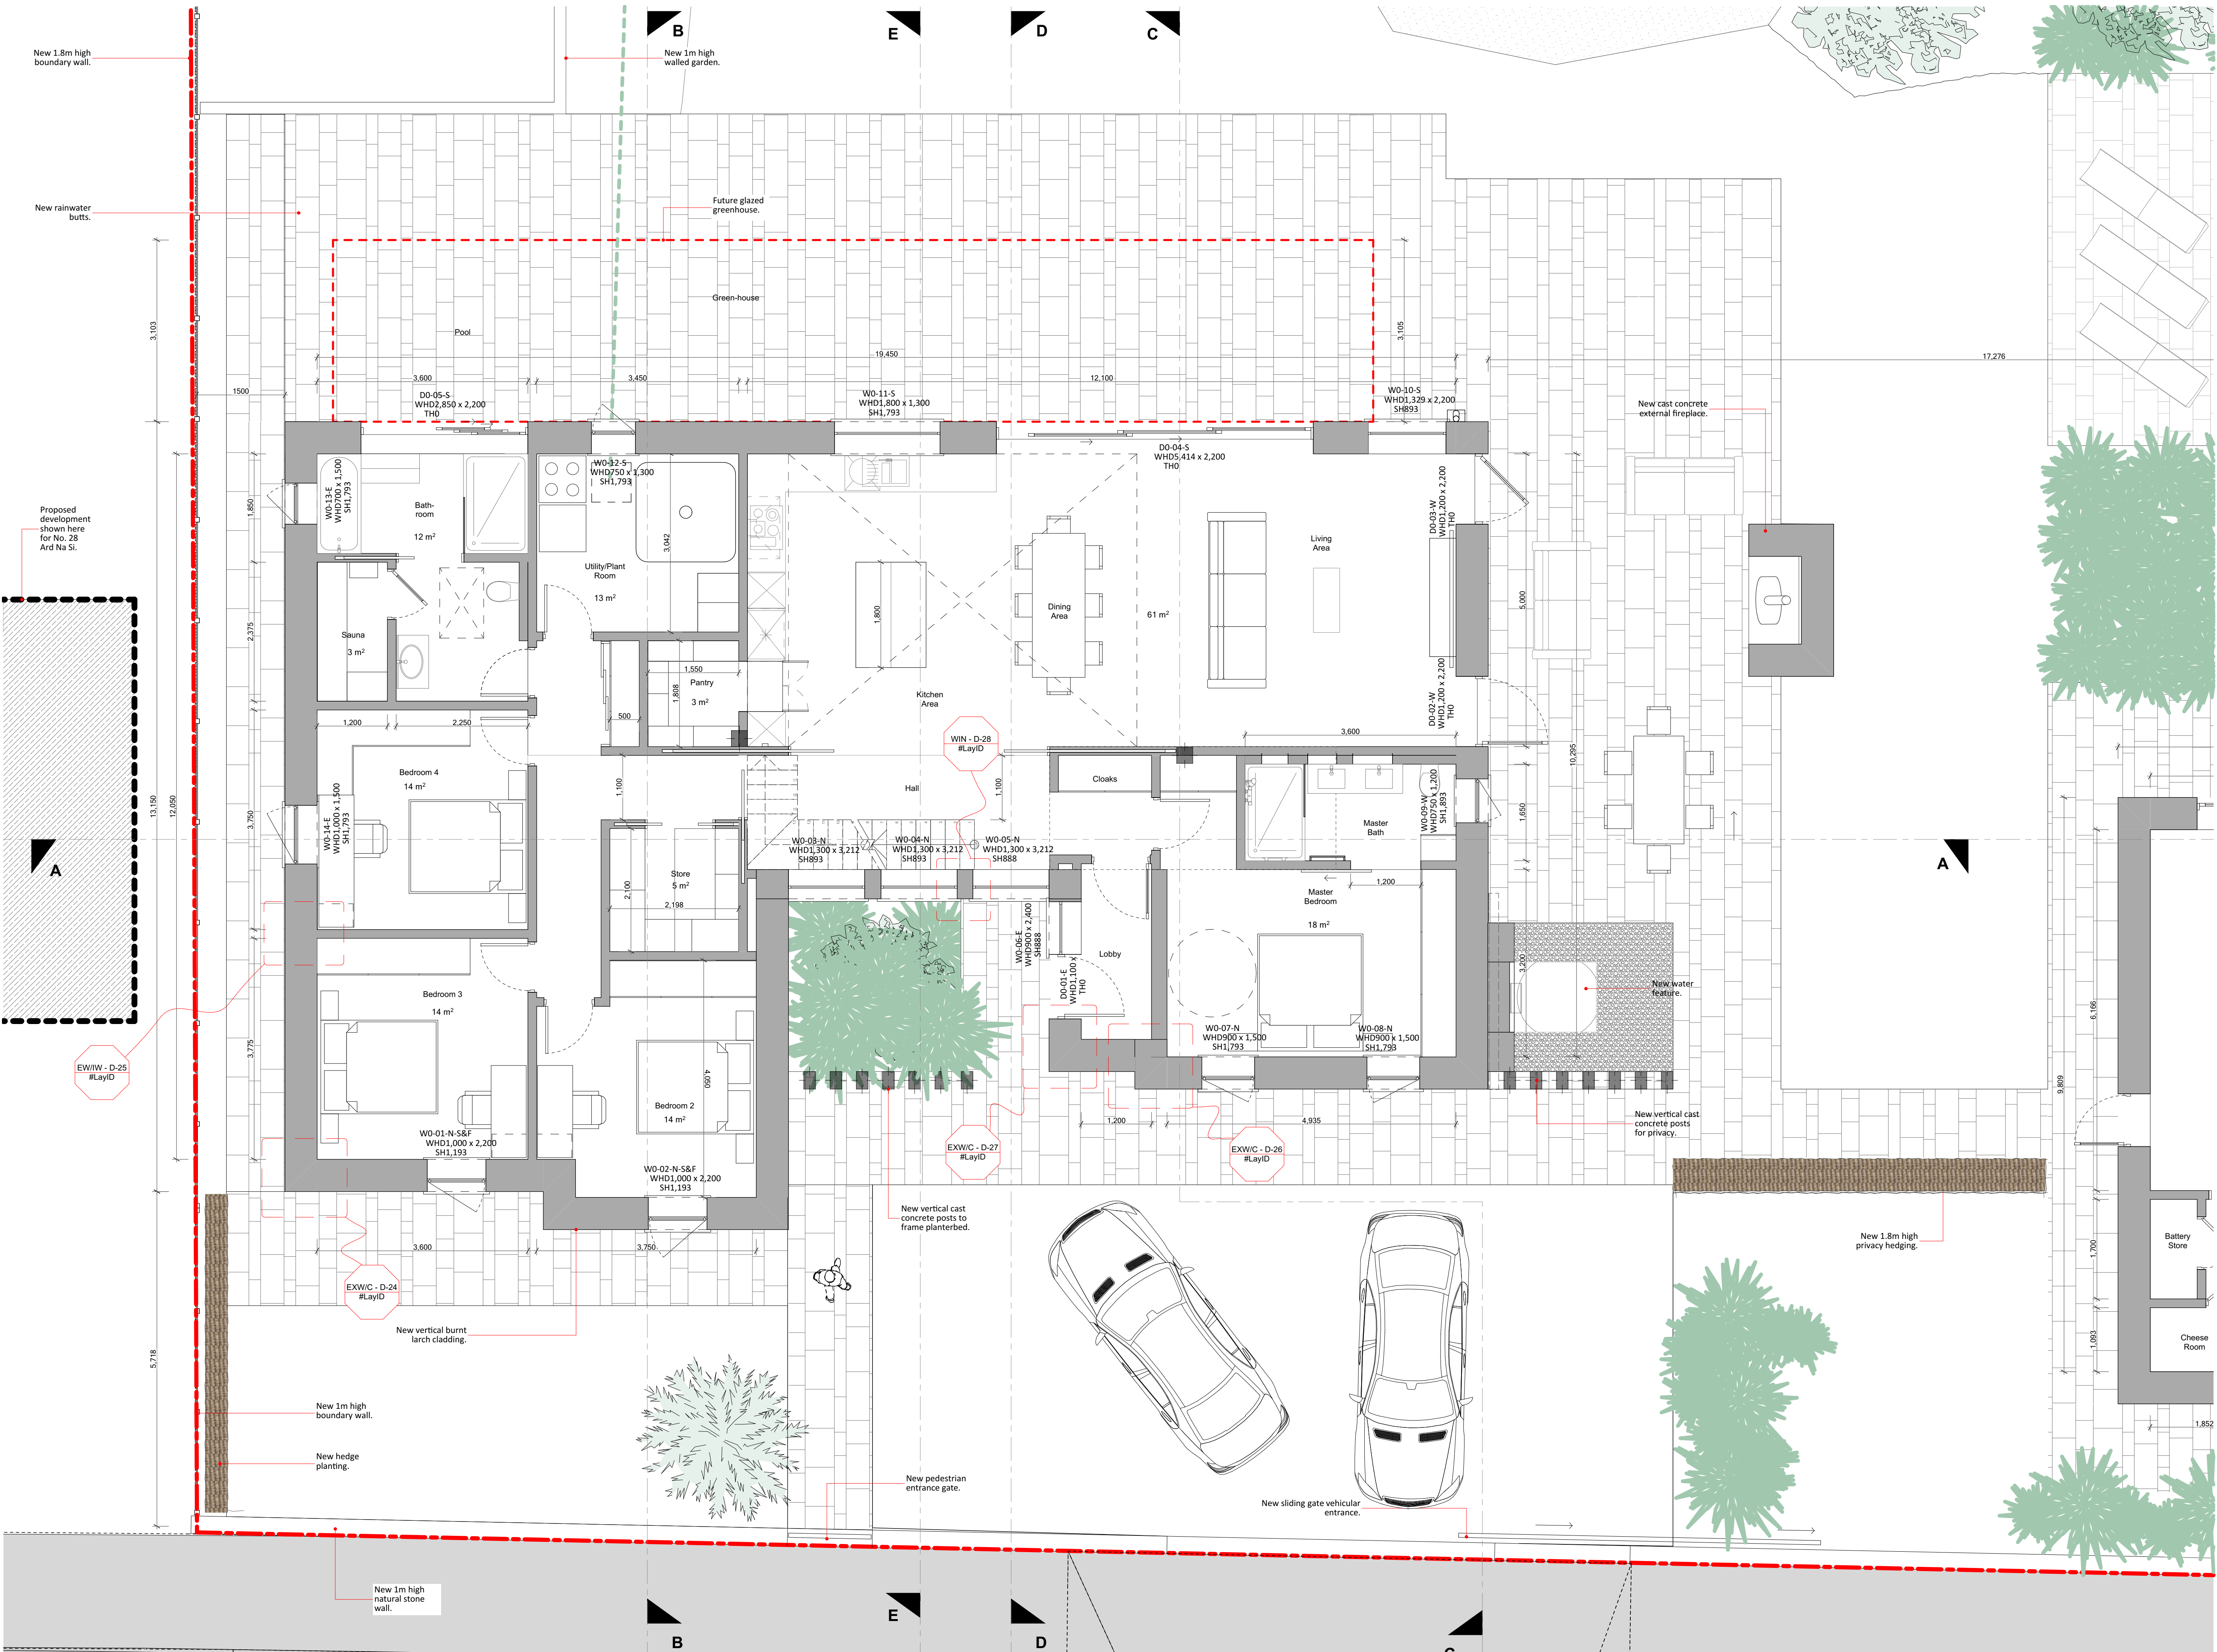 B
E
D
C
New 1.8m high
boundary wall.
New 1m high
walled garden.
New rainwater
butts.
Future glazed
greenhouse.
Green-house
Pool
3,103
3,105
19,450
17,276
1500
3,600
3,450
12,100
D0-05-S
WHD2,850 x 2,200
TH0
W0-11-S
WHD1,800 x 1,300
SH1,793
W0-10-S
WHD1,329 x 2,200
SH893
New cast concrete
external fireplace.
D0-04-S
WHD5,414 x 2,200
TH0
W0-12-S
WHD750 x 1,300
SH1,793
W0-13-E
WHD700 x 1,500
SH1,793
D0-03-W
WHD1,200 x 2,200
TH0
Proposed
development
shown here
for No. 28
Ard Na Si.
1,850
Bath-
room
12 m²
3,042
Utility/Plant
Room
13 m²
Living
Area
Dining
Area
61 m²
1,800
5,000
2,375
Sauna
3 m²
1,550
Pantry
3 m²
1,808
500
Kitchen
Area
D0-02-W
WHD1,200 x 2,200
TH0
1,200
2,250
WIN - D-28
#LayID
3,600
10,295
Bedroom 4
14 m²
1,100
Hall
1,100
Cloaks
13,150
12,050
3,750
W0-14-E
WHD1,000 x 1,500
SH1,793
W0-09-W
WHD750 x 1,200
SH1,893
1,650
Master
Bath
W0-03-N
WHD1,300 x 3,212
SH893
W0-04-N
WHD1,300 x 3,212
SH893
W0-05-N
WHD1,300 x 3,212
SH888
A
A
Store
5 m²
2,100
2,198
1,200
Master
Bedroom
18 m²
W0-06-E
WHD900 x 2,400
SH888
Lobby
D0-01-E
WHD1,100 x
TH0
3,200
New water
feature.
Bedroom 3
14 m²
6,166
3,775
W0-07-N
WHD900 x 1,500
SH1,793
W0-08-N
WHD900 x 1,500
SH1,793
EW/IW - D-25
#LayID
4,050
Bedroom 2
14 m²
9,809
1,200
4,935
New vertical cast
concrete posts
for privacy.
W0-01-N-S&F
WHD1,000 x 2,200
SH1,193
EXW/C - D-27
#LayID
EXW/C - D-26
#LayID
W0-02-N-S&F
WHD1,000 x 2,200
SH1,193
New vertical cast
concrete posts to
frame planterbed.
New 1.8m high
privacy hedging.
Battery
Store
1,700
3,600
3,750
EXW/C - D-24
#LayID
New vertical burnt
larch cladding.
5,718
1,093
Cheese
Room
New 1m high
boundary wall.
1,852
New hedge
planting.
New pedestrian
entrance gate.
New sliding gate vehicular
entrance.
New 1m high
natural stone
wall.
B
E
D